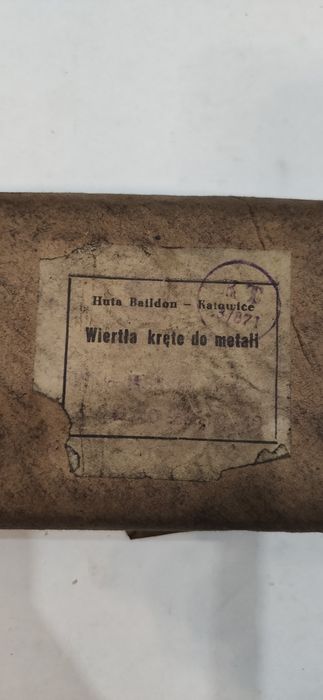 Huta Baildon – Katowice
Wiertła kręte do metali